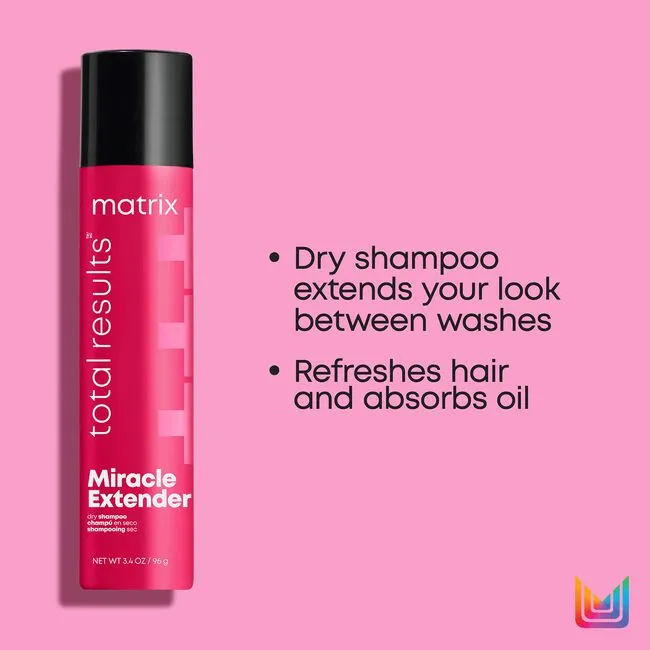 matrix
total results™
Miracle
Extender
dry shampoo
champú en seco
shampooing sec
NET WT 3.4 OZ / 96 g
• Dry shampoo
extends your look
between washes
• Refreshes hair
and absorbs oil